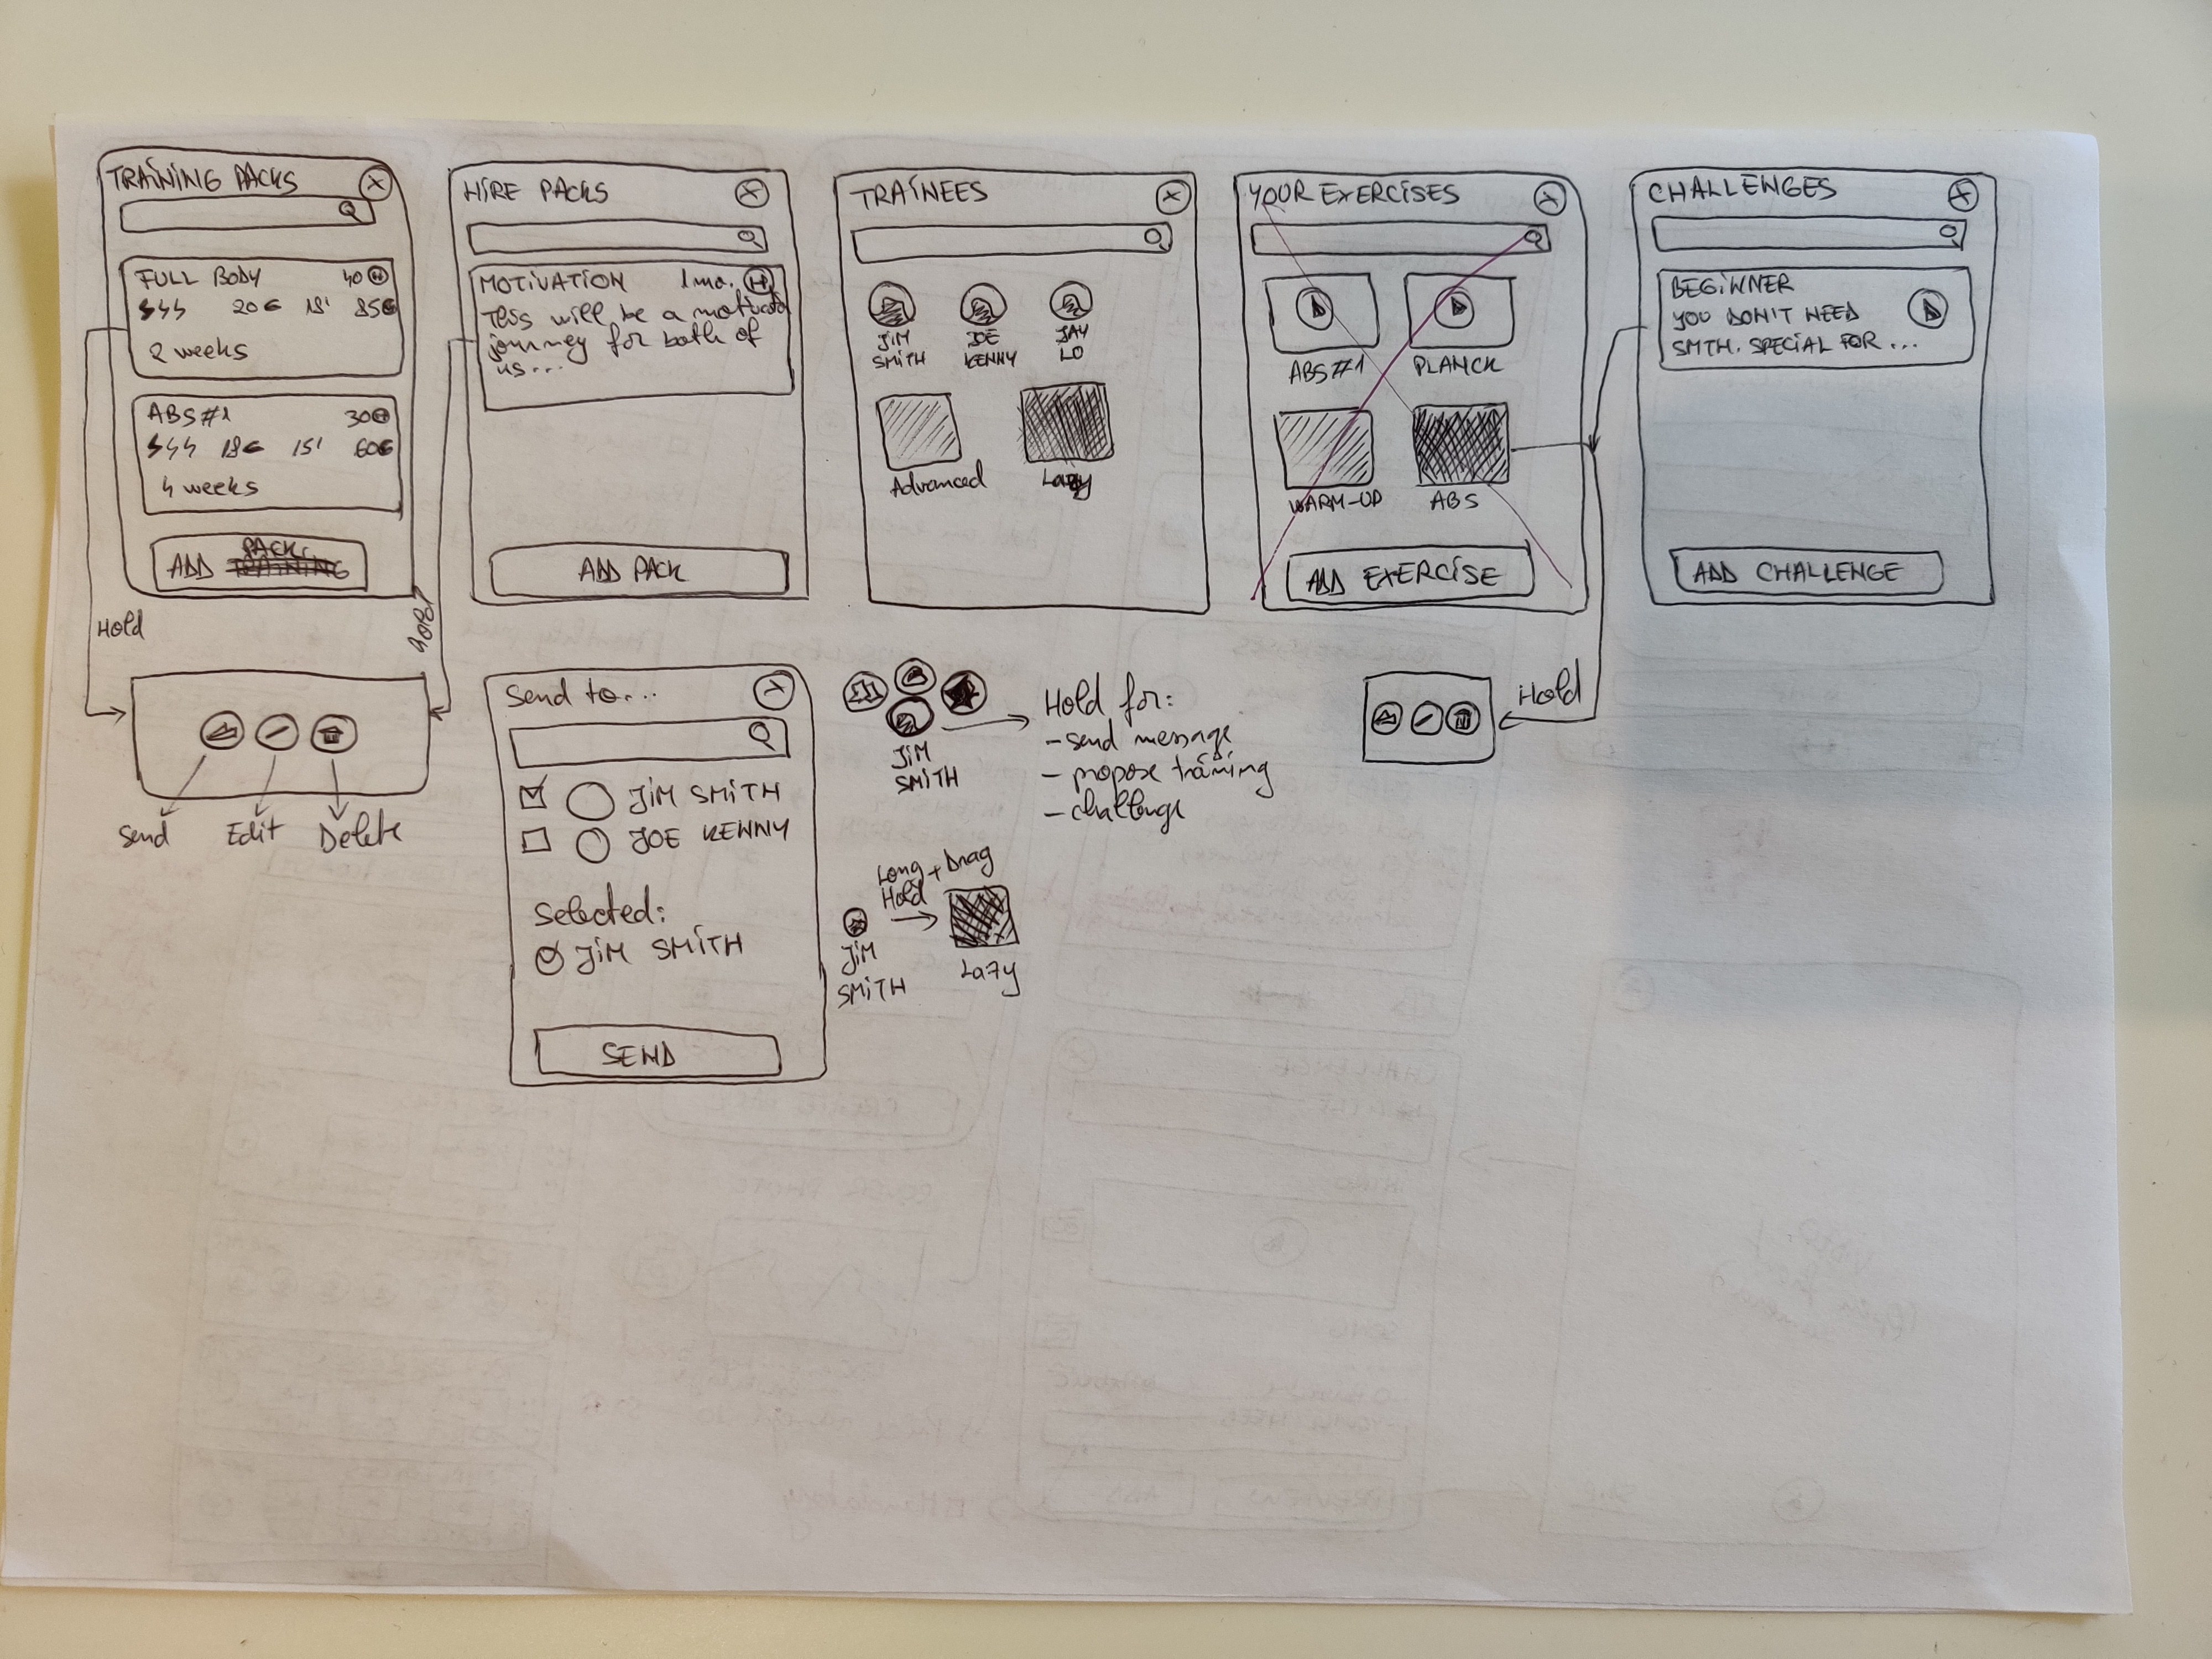 TRAINING PACKS X
FULL BODY 40 H
20€ 18' 85€
2 weeks
ABS #1 30 H
18€ 15' 60€
4 weeks
PACK
ADD TRAINING
Hold
HIRE PACKS X
MOTIVATION 1 mo. H
This will be a
journey for both of
us...
ADD PACK
Hold
TRAINEES X
JIM
SMITH
JOE
KENNY
JAY
LO
Advanced
Lazy
YOUR EXERCISES X
ABS #1
PLANCK
WARM-UP
ABS
ADD EXERCISE
CHALLENGES X
BEGINNER
YOU DON'T NEED
SMTH. SPECIAL FOR ...
ADD CHALLENGE
Send
Edit
Delete
Send to... X
JIM SMITH
JOE KENNY
Selected:
JIM SMITH
SEND
JIM
SMITH
Hold for:
- send message
- propose training
- challenge
Long + Drag
Hold
JIM
SMITH
Lazy
Hold